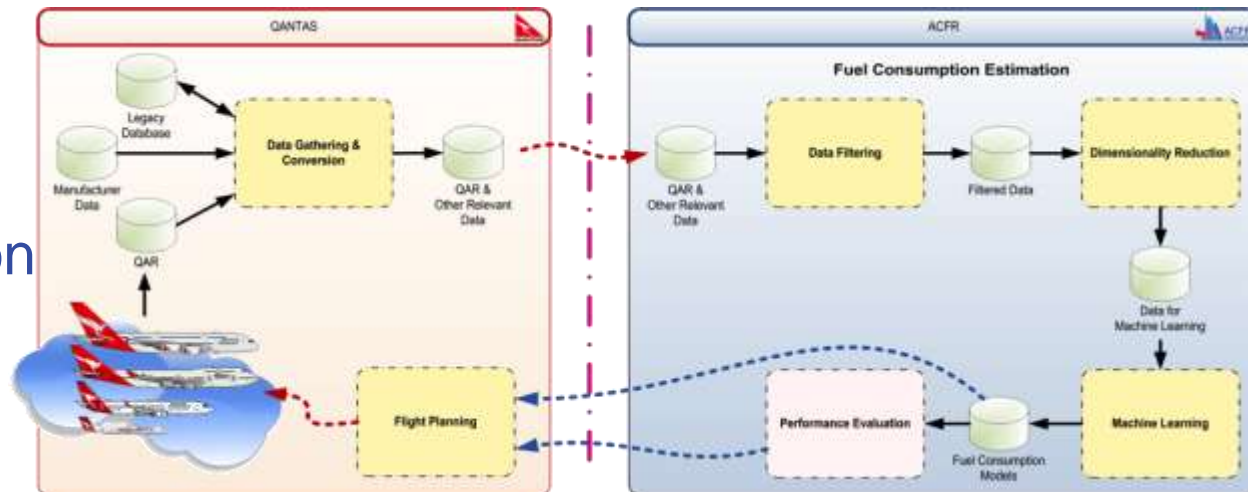 QANTAS
Legacy
Database
Manufacturer
Data
QAR
Data Gathering &
Conversion
QAR &
Other Relevant
Data
Flight Planning
on
ACFR
ACFR
Fuel Consumption Estimation
QAR &
Other Relevant
Data
Data Filtering
Filtered Data
Dimensionality Reduction
Data for
Machine Learning
Machine Learning
Fuel Consumption
Models
Performance Evaluation